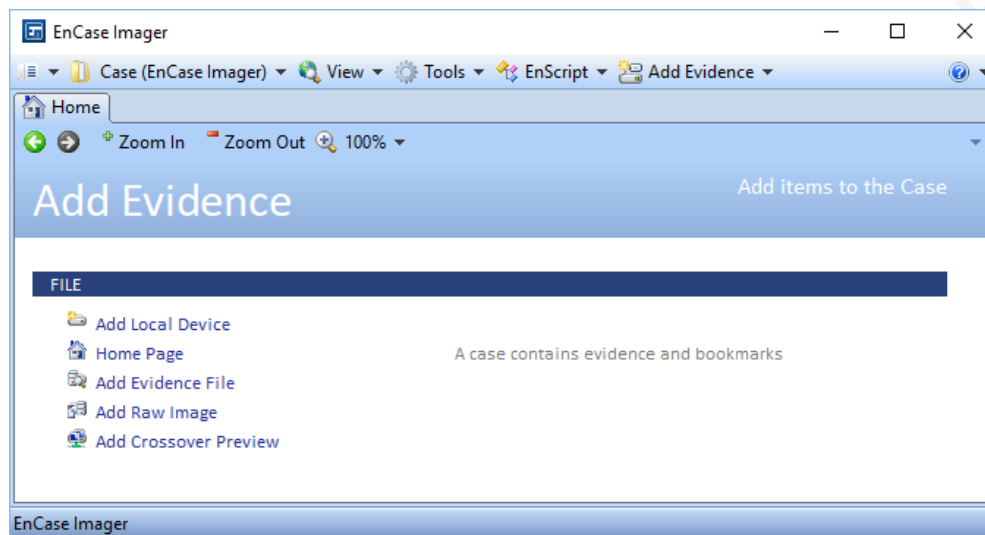 EnCase Imager
Case (EnCase Imager) View Tools EnScript Add Evidence
Home
Zoom In Zoom Out 100%
Add Evidence
Add items to the Case
FILE
Add Local Device
Home Page
A case contains evidence and bookmarks
Add Evidence File
Add Raw Image
Add Crossover Preview
EnCase Imager